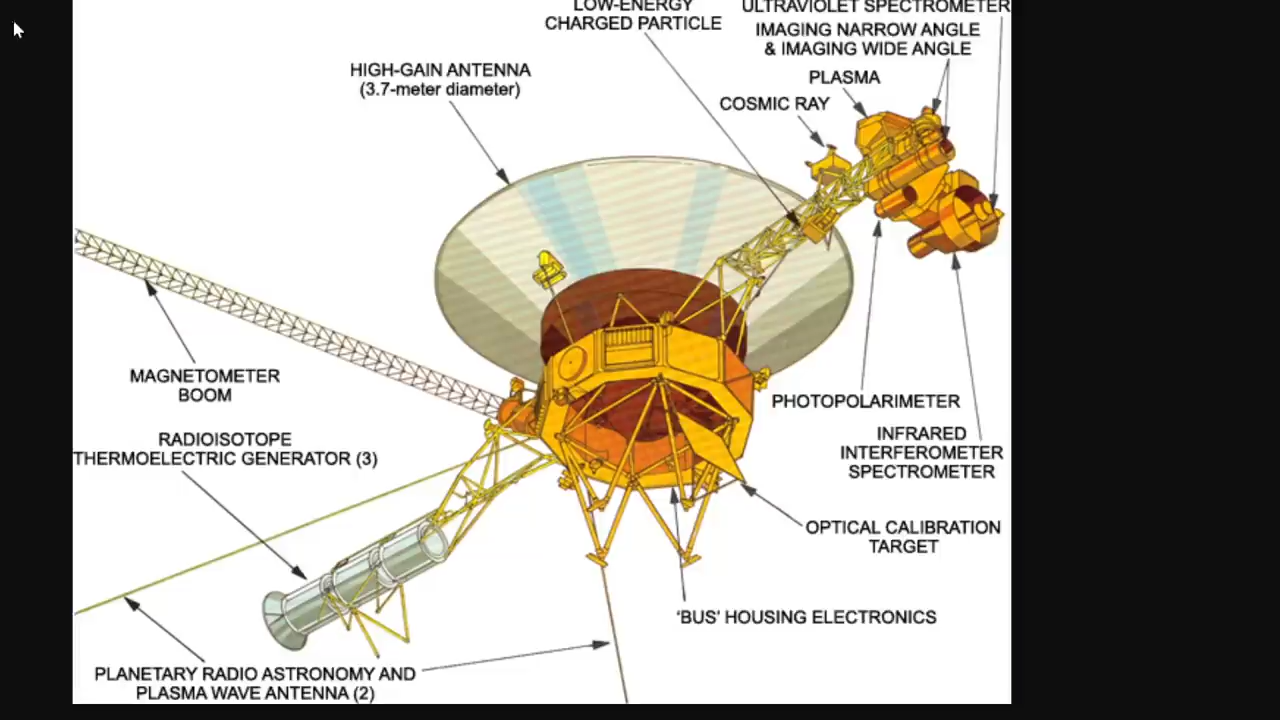 LOW-ENERGY
CHARGED PARTICLE
ULTRAVIOLET SPECTROMETER
IMAGING NARROW ANGLE
& IMAGING WIDE ANGLE
HIGH-GAIN ANTENNA
(3.7-meter diameter)
PLASMA
COSMIC RAY
MAGNETOMETER
BOOM
PHOTOPOLARIMETER
RADIOISOTOPE
THERMOELECTRIC GENERATOR (3)
INFRARED
INTERFEROMETER
SPECTROMETER
OPTICAL CALIBRATION
TARGET
‘BUS’ HOUSING ELECTRONICS
PLANETARY RADIO ASTRONOMY AND
PLASMA WAVE ANTENNA (2)